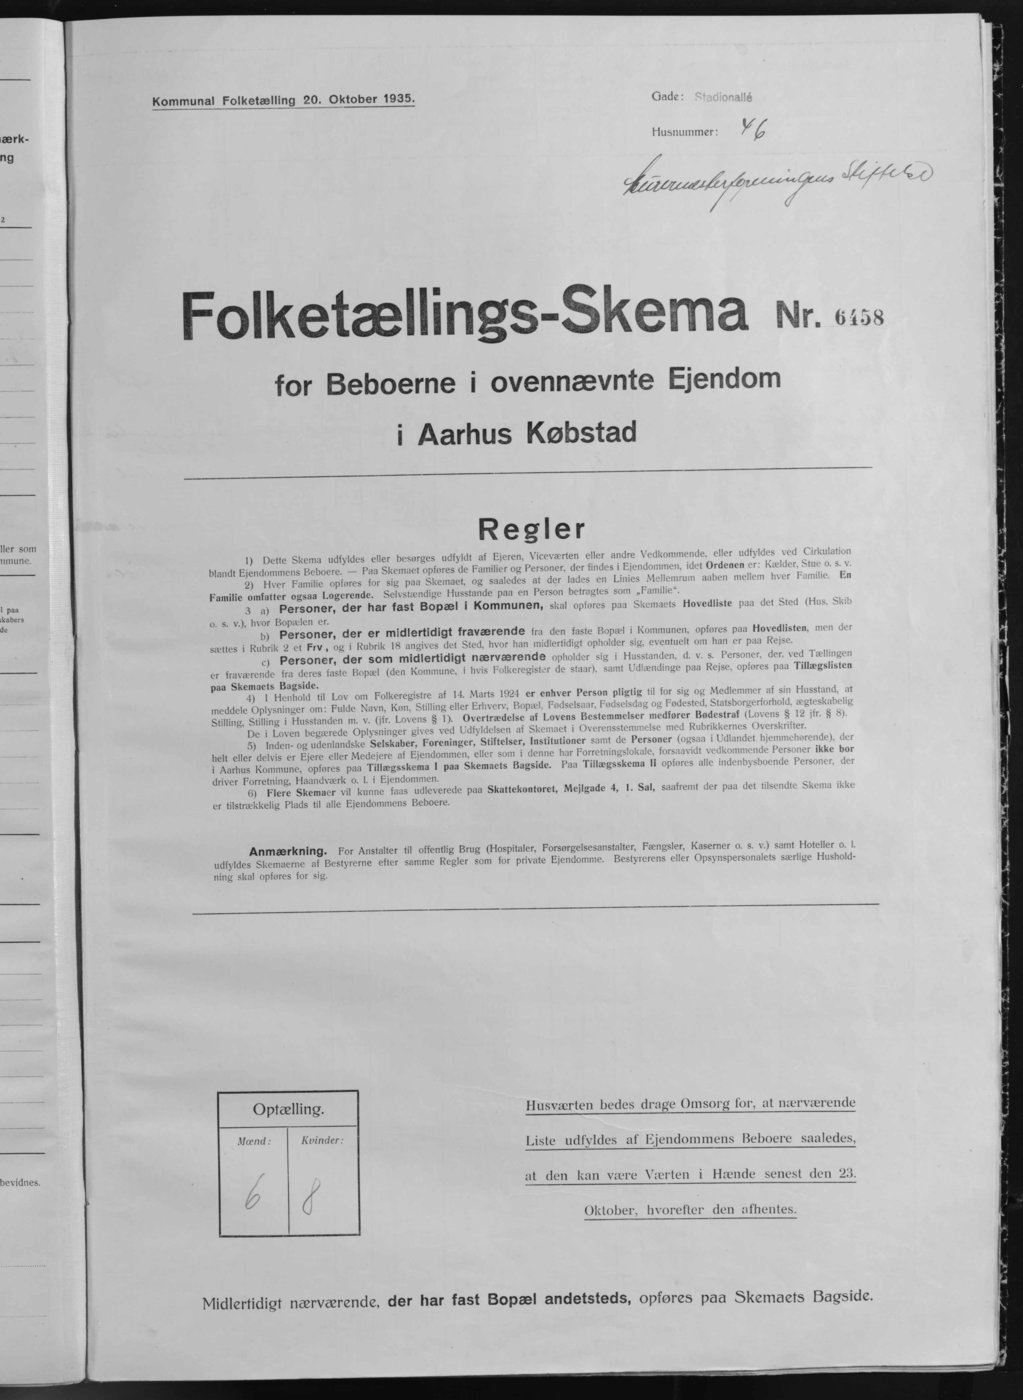 ærk-
ng
2
ller som
mmune.
l paa
skabers
de
bevidnes.
Kommunal Folketælling 20. Oktober 1935.
Gade: Stadionallé
Husnummer: 46
Murermesterforeningens Stiftelse
Folketællings-Skema Nr. 6458
for Beboerne i ovennævnte Ejendom
i Aarhus Købstad
Regler
1) Dette Skema udfyldes eller besørges udfyldt af Ejeren, Viceværten eller andre Vedkommende, eller udfyldes ved Cirkulation
blandt Ejendommens Beboere. — Paa Skemaet opføres de Familier og Personer, der findes i Ejendommen, idet Ordenen er: Kælder, Stue o. s. v.
2) Hver Familie opføres for sig paa Skemaet, og saaledes at der lades en Linies Mellemrum aaben mellem hver Familie. En
Familie omfatter ogsaa Logerende. Selvstændige Husstande paa en Person betragtes som „Familie“.
3 a) Personer, der har fast Bopæl i Kommunen, skal opføres paa Skemaets Hovedliste paa det Sted (Hus, Skib
o. s. v.), hvor Bopælen er.
b) Personer, der er midlertidigt fraværende fra den faste Bopæl i Kommunen, opføres paa Hovedlisten, men der
sættes i Rubrik 2 et Frv, og i Rubrik 18 angives det Sted, hvor han midlertidigt opholder sig, eventuelt om han er paa Rejse.
c) Personer, der som midlertidigt nærværende opholder sig i Husstanden, d. v. s. Personer, der, ved Tællingen
er fraværende fra deres faste Bopæl (den Kommune, i hvis Folkeregister de staar), samt Udlændinge paa Rejse, opføres paa Tillægslisten
paa Skemaets Bagside.
4) I Henhold til Lov om Folkeregistre af 14. Marts 1924 er enhver Person pligtig til for sig og Medlemmer af sin Husstand, at
meddele Oplysninger om: Fulde Navn, Køn, Stilling eller Erhverv, Bopæl, Fødselsaar, Fødselsdag og Fødested, Statsborgerforhold, ægteskabelig
Stilling, Stilling i Husstanden m. v. (jfr. Lovens § 1). Overtrædelse af Lovens Bestemmelser medfører Bødestraf (Lovens § 12 jfr. § 8).
De i Loven begærede Oplysninger gives ved Udfyldelsen af Skemaet i Overensstemmelse med Rubrikkernes Overskrifter.
5) Inden- og udenlandske Selskaber, Foreninger, Stiftelser, Institutioner samt de Personer (ogsaa i Udlandet hjemmehørende), der
helt eller delvis er Ejere eller Medejere af Ejendommen, eller som i denne har Forretningslokale, forsaavidt vedkommende Personer ikke bor
i Aarhus Kommune, opføres paa Tillægsskema I paa Skemaets Bagside. Paa Tillægsskema II opføres alle indenbysboende Personer, der
driver Forretning, Haandværk o. l. i Ejendommen.
6) Flere Skemaer vil kunne faas udleverede paa Skattekontoret, Mejlgade 4, 1. Sal, saafremt der paa det tilsendte Skema ikke
er tilstrækkelig Plads til alle Ejendommens Beboere.
Anmærkning. For Anstalter til offentlig Brug (Hospitaler, Forsørgelsesanstalter, Fængsler, Kaserner o. s. v.) samt Hoteller o. l.
udfyldes Skemaerne af Bestyrerne efter samme Regler som for private Ejendomme. Bestyrerens eller Opsynspersonalets særlige Hushold-
ning skal opføres for sig.
Optælling.
Mænd: Kvinder:
6 8
Husværten bedes drage Omsorg for, at nærværende
Liste udfyldes af Ejendommens Beboere saaledes,
at den kan være Værten i Hænde senest den 23.
Oktober, hvorefter den afhentes.
Midlertidigt nærværende, der har fast Bopæl andetsteds, opføres paa Skemaets Bagside.